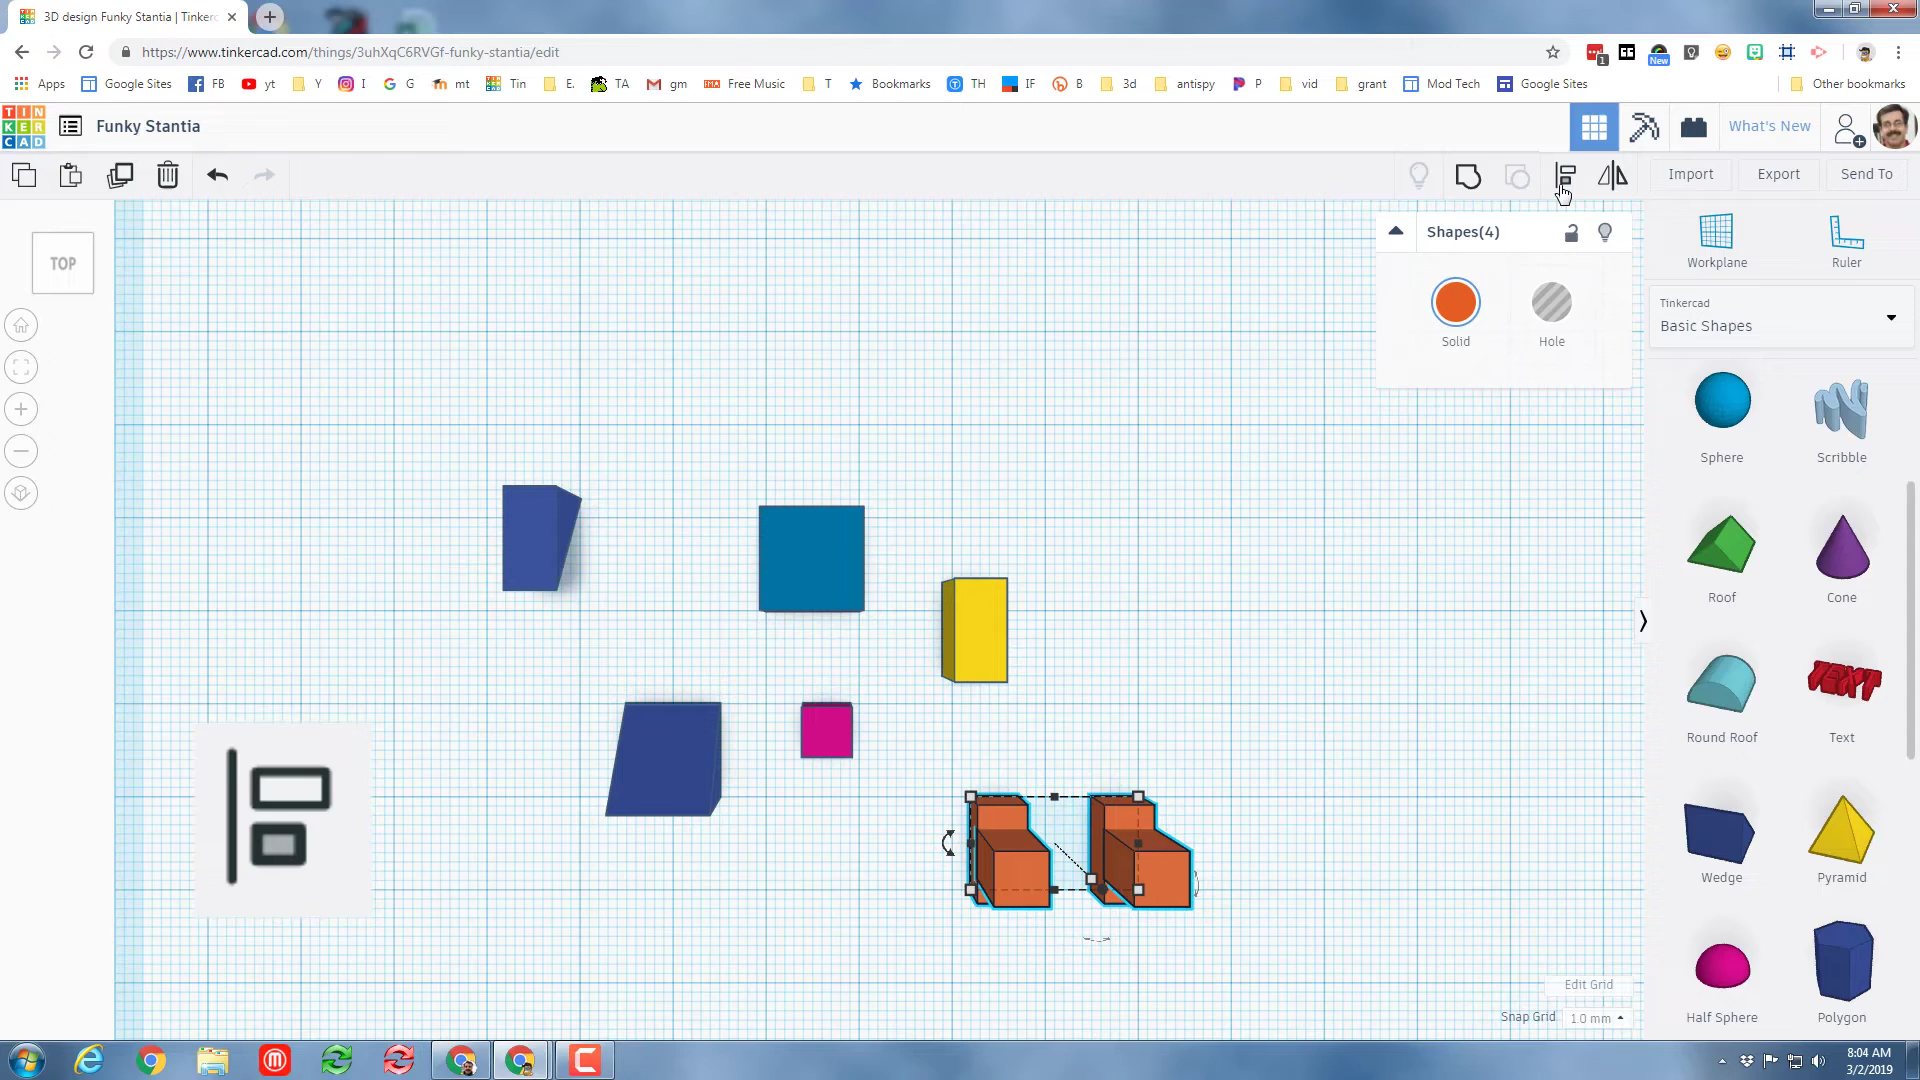 3D design Funky Stantia | Tinker
https://www.tinkercad.com/things/3uhXqC6RVGf-funky-stantia/edit
1
New
Apps Google Sites FB yt Y I G mt Tin E. TA gm Free Music T Bookmarks TH IF B 3d antispy P vid grant Mod Tech Google Sites Other bookmarks
TIN
KER
CAD
Funky Stantia
What's New
Import Export Send To
TOP
Shapes(4)
Solid Hole
Workplane Ruler
Tinkercad
Basic Shapes
Sphere Scribble
Roof Cone
TEXT
Round Roof Text
Wedge Pyramid
Half Sphere Polygon
Edit Grid
Snap Grid 1.0 mm
8:04 AM
3/2/2019